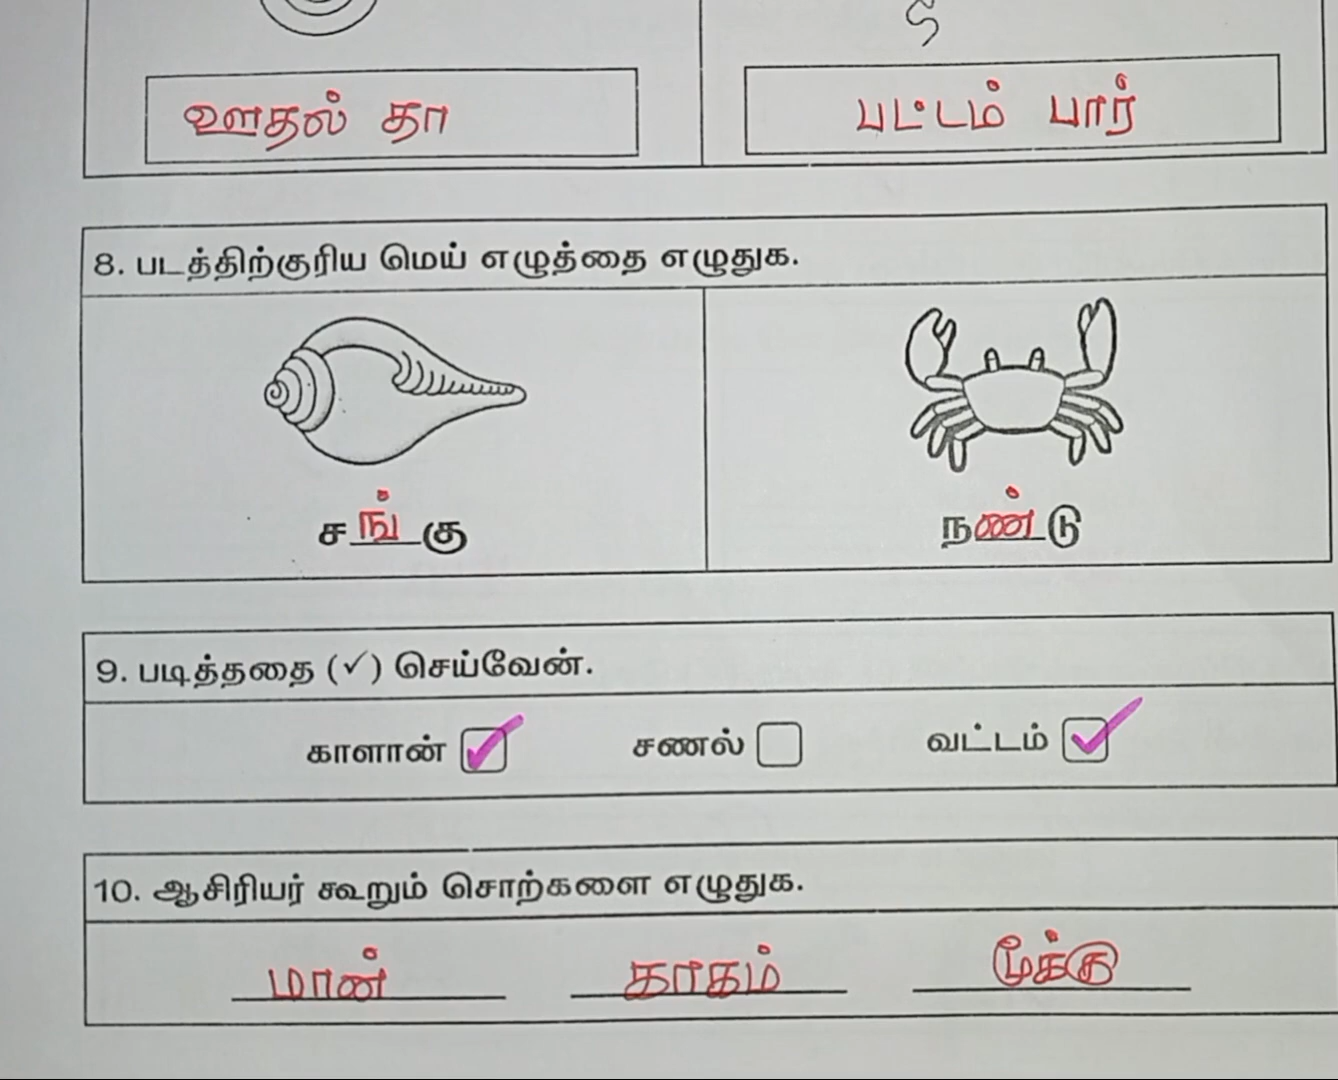 ஊதல் தா
பட்டம் பார்
8. படத்திற்குரிய மெய் எழுத்தை எழுதுக.
சங்கு
நண்டு
9. படித்ததை (✓) செய்வேன்.
காளான் சணல் வட்டம்
10. ஆசிரியர் கூறும் சொற்களை எழுதுக.
மான் காகம் மூக்கு